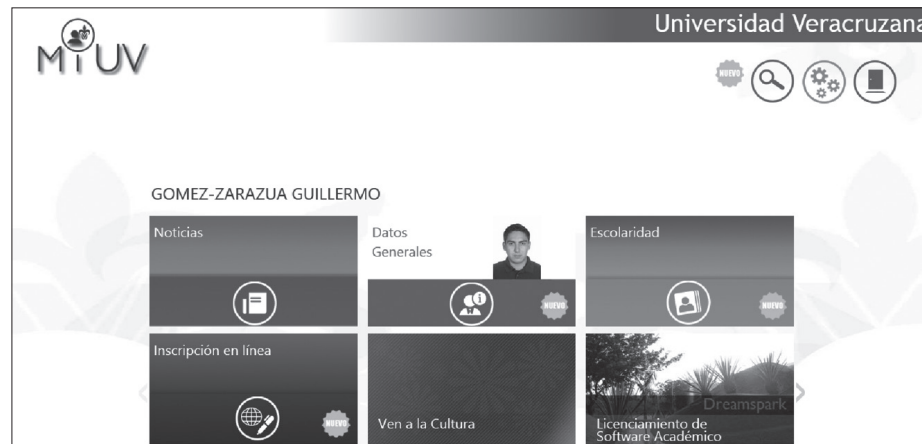 Universidad Veracruzana
MiUV
NUEVO
GOMEZ-ZARAZUA GUILLERMO
Noticias
Datos
Generales
NUEVO
Escolaridad
NUEVO
Inscripción en línea
NUEVO
Ven a la Cultura
Dreamspark
Licenciamiento de
Software Académico